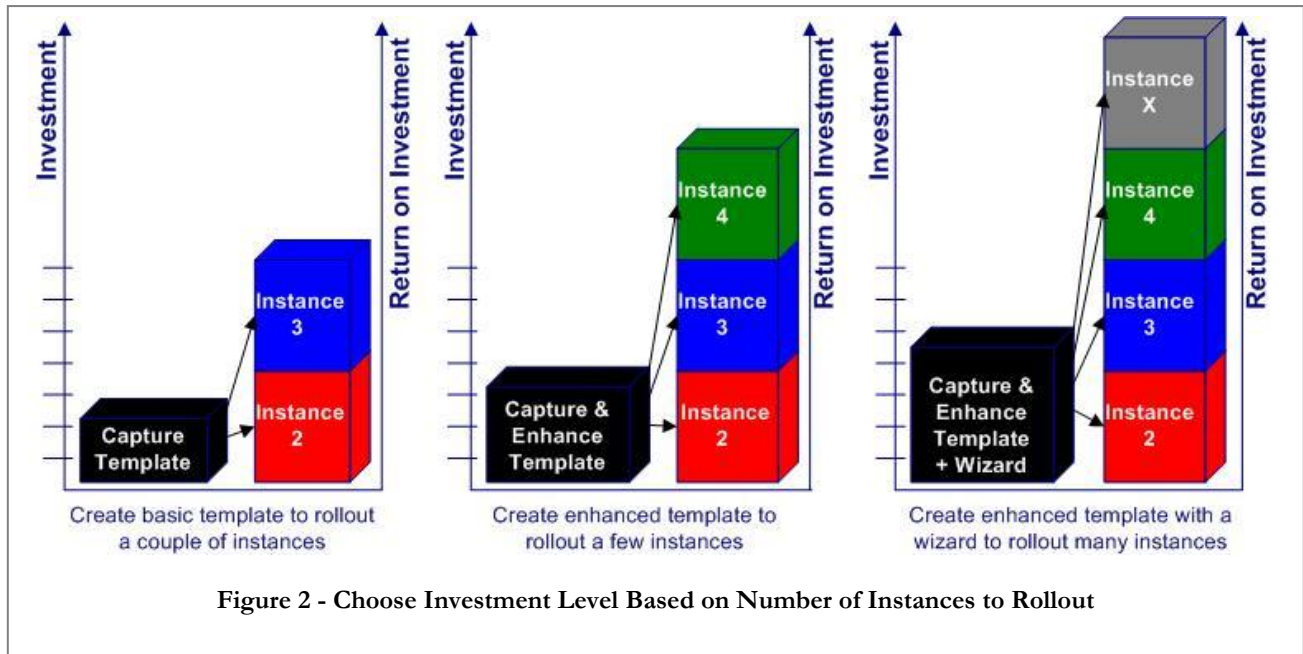 Investment
Capture
Template
Instance
3
Instance
2
Return on Investment
Create basic template to rollout
a couple of instances
Investment
Capture &
Enhance
Template
Instance
4
Instance
3
Instance
2
Return on Investment
Create enhanced template to
rollout a few instances
Investment
Capture &
Enhance
Template
+ Wizard
Instance
X
Instance
4
Instance
3
Instance
2
Return on Investment
Create enhanced template with a
wizard to rollout many instances
Figure 2 - Choose Investment Level Based on Number of Instances to Rollout